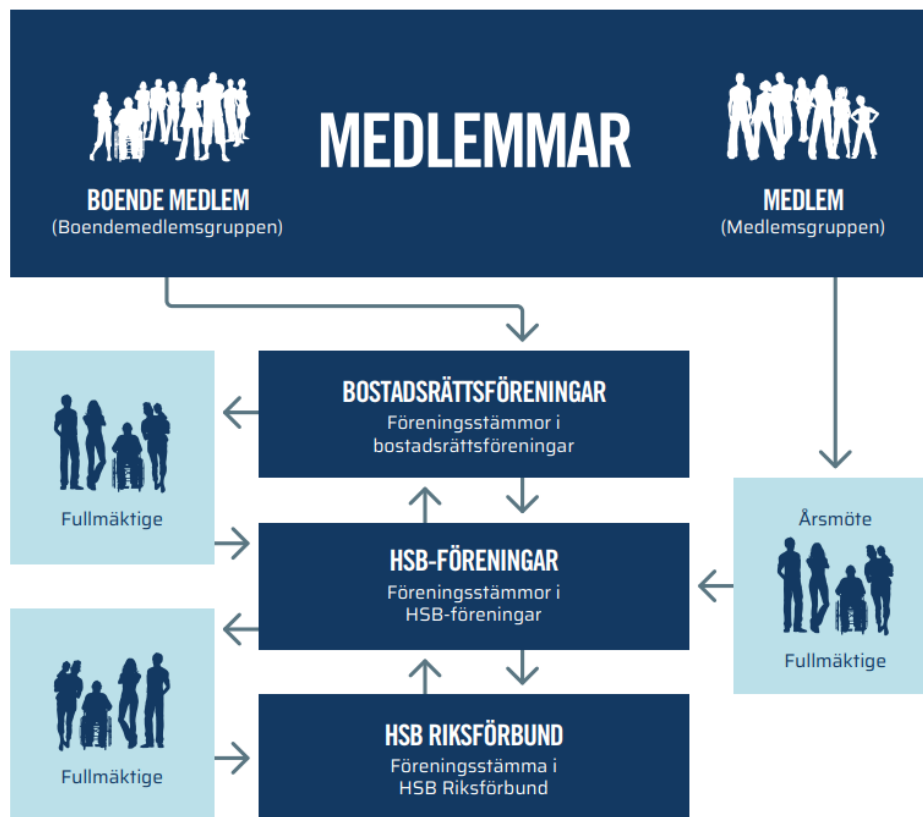 MEDLEMMAR
BOENDE MEDLEM
(Boendemedlemsgruppen)
MEDLEM
(Medlemsgruppen)
BOSTADSRÄTTSFÖRENINGAR
Föreningsstämmor i
bostadsrättsföreningar
Fullmäktige
HSB-FÖRENINGAR
Föreningsstämmor i
HSB-föreningar
Årsmöte
Fullmäktige
HSB RIKSFÖRBUND
Föreningsstämma i
HSB Riksförbund
Fullmäktige